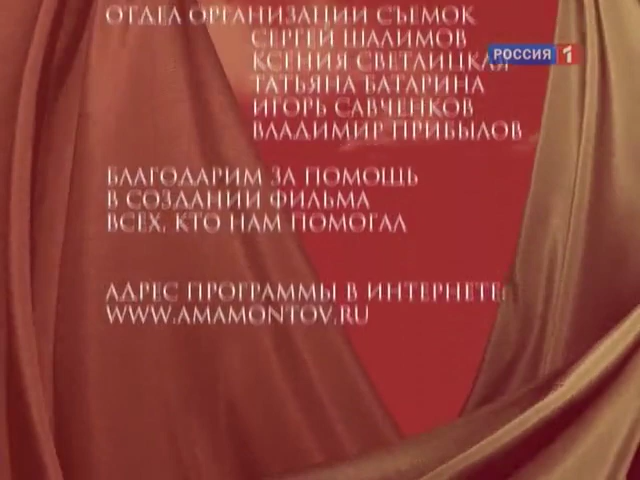 ОТДЕЛ ОРГАНИЗАЦИИ СЪЕМОК
СЕРГЕЙ ШАЛИМОВ
РОССИЯ 1
КСЕНИЯ СВЕТЛИЦКАЯ
ТАТЬЯНА БАТАРИНА
ИГОРЬ САВЧЕНКОВ
ВЛАДИМИР ПРИБЫЛОВ
БЛАГОДАРИМ ЗА ПОМОЩЬ
В СОЗДАНИИ ФИЛЬМА
ВСЕХ, КТО НАМ ПОМОГАЛ
АДРЕС ПРОГРАММЫ В ИНТЕРНЕТЕ:
WWW.AMAMONTOV.RU